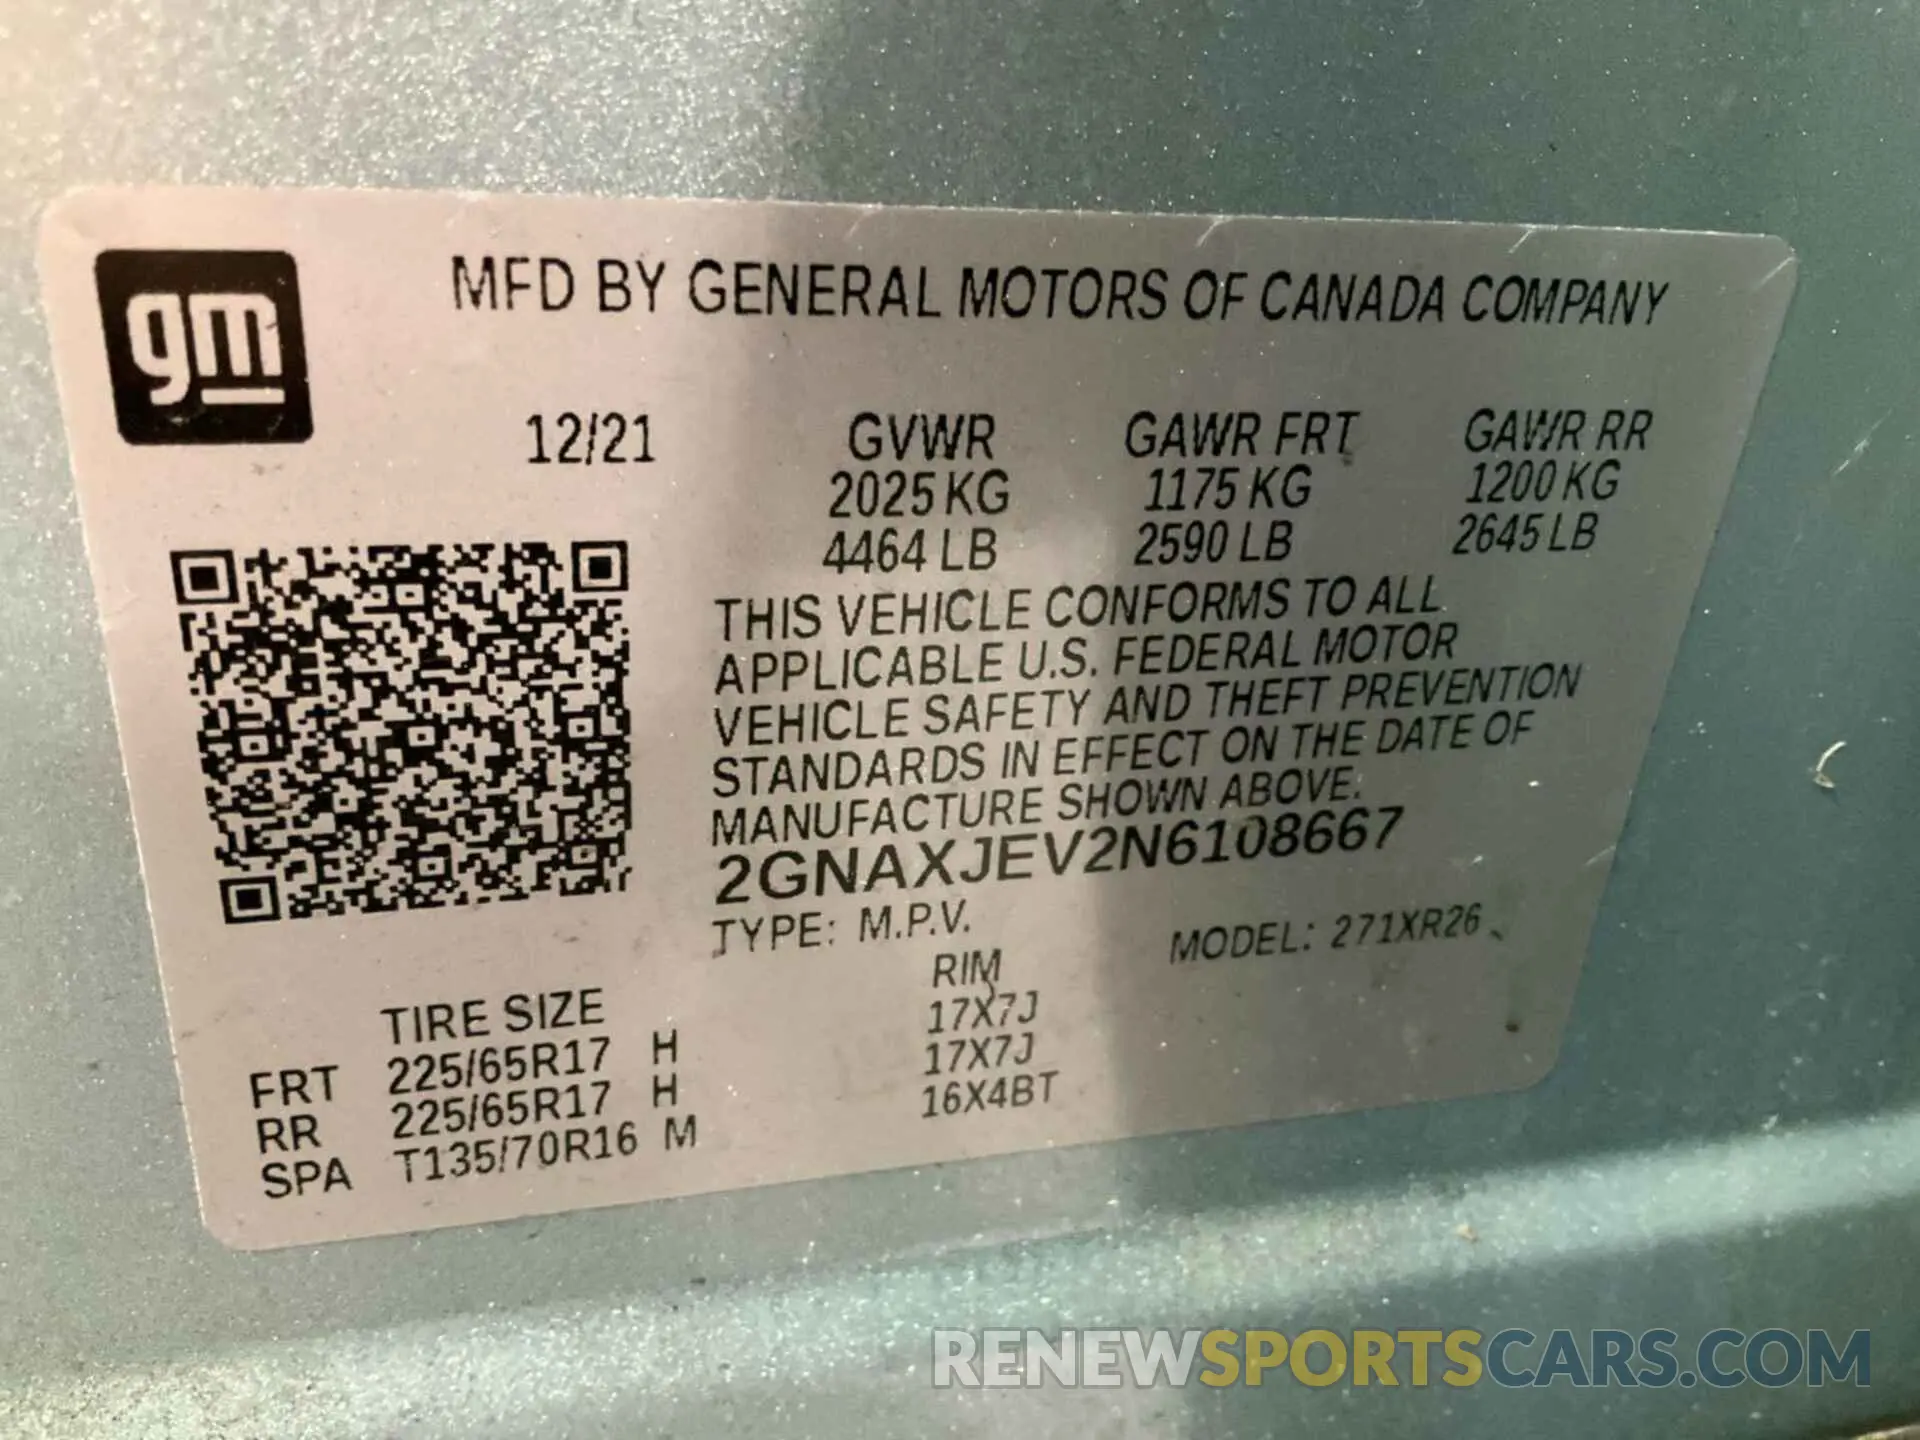 gm
MFD BY GENERAL MOTORS OF CANADA COMPANY
12/21 GVWR GAWR FRT GAWR RR
2025 KG 1175 KG 1200 KG
4464 LB 2590 LB 2645 LB
THIS VEHICLE CONFORMS TO ALL
APPLICABLE U.S. FEDERAL MOTOR
VEHICLE SAFETY AND THEFT PREVENTION
STANDARDS IN EFFECT ON THE DATE OF
MANUFACTURE SHOWN ABOVE.
2GNAXJEV2N6108667
TYPE: M.P.V. MODEL: 271XR26
TIRE SIZE RIM
FRT 225/65R17 H 17X7J
RR 225/65R17 H 17X7J
SPA T135/70R16 M 16X4BT
RENEWSPORTSCARS.COM